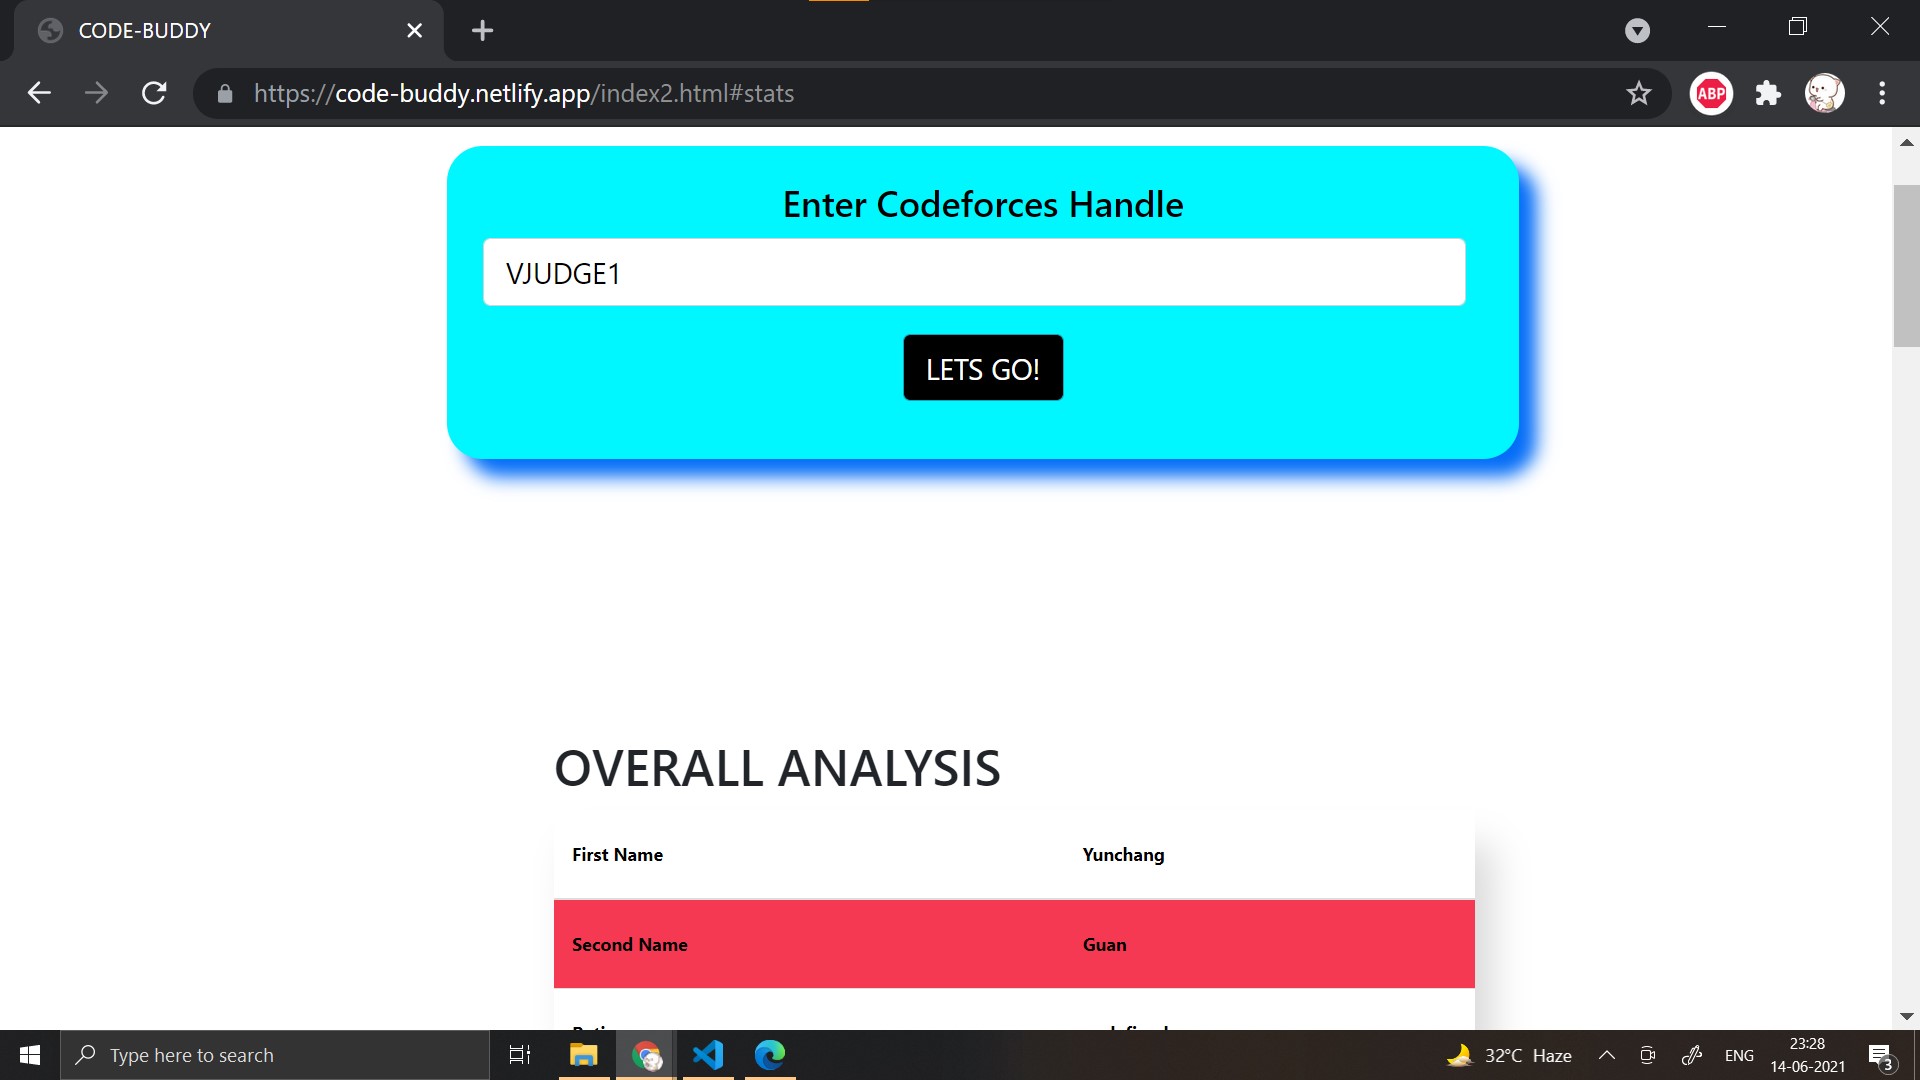 CODE-BUDDY
https://code-buddy.netlify.app/index2.html#stats
ABP
Enter Codeforces Handle
VJUDGE1
LETS GO!
OVERALL ANALYSIS
First Name Yunchang
Second Name Guan
Type here to search
32°C Haze
ENG
23:28
14-06-2021
3